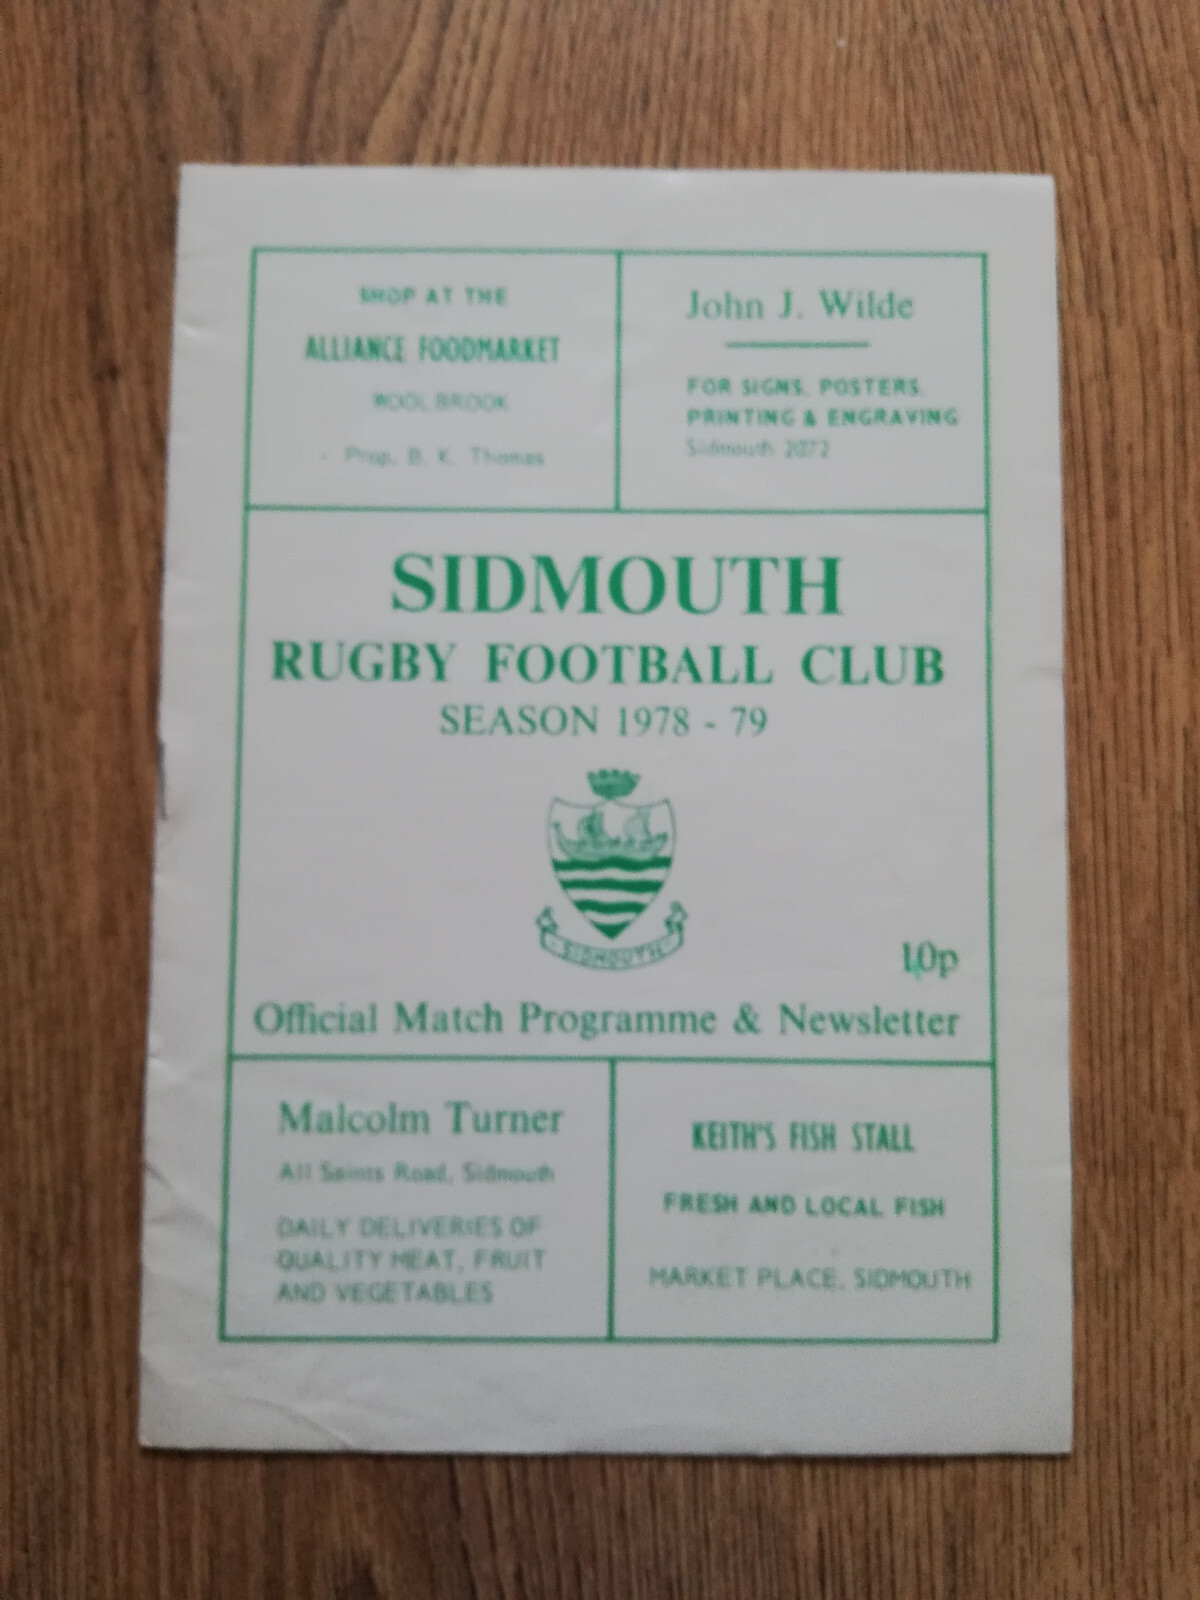 SHOP AT THE
ALLIANCE FOODMARKET
WOOLBROOK
- Prop. B. K. Thomas
John J. Wilde
FOR SIGNS, POSTERS,
PRINTING & ENGRAVING
Sidmouth
SIDMOUTH
RUGBY FOOTBALL CLUB
SEASON 1978 - 79
SIDMOUTH
10p
Official Match Programme & Newsletter
Malcolm Turner
All Saints Road, Sidmouth
DAILY DELIVERIES OF
QUALITY MEAT, FRUIT
AND VEGETABLES
KEITH'S FISH STALL
FRESH AND LOCAL FISH
MARKET PLACE, SIDMOUTH